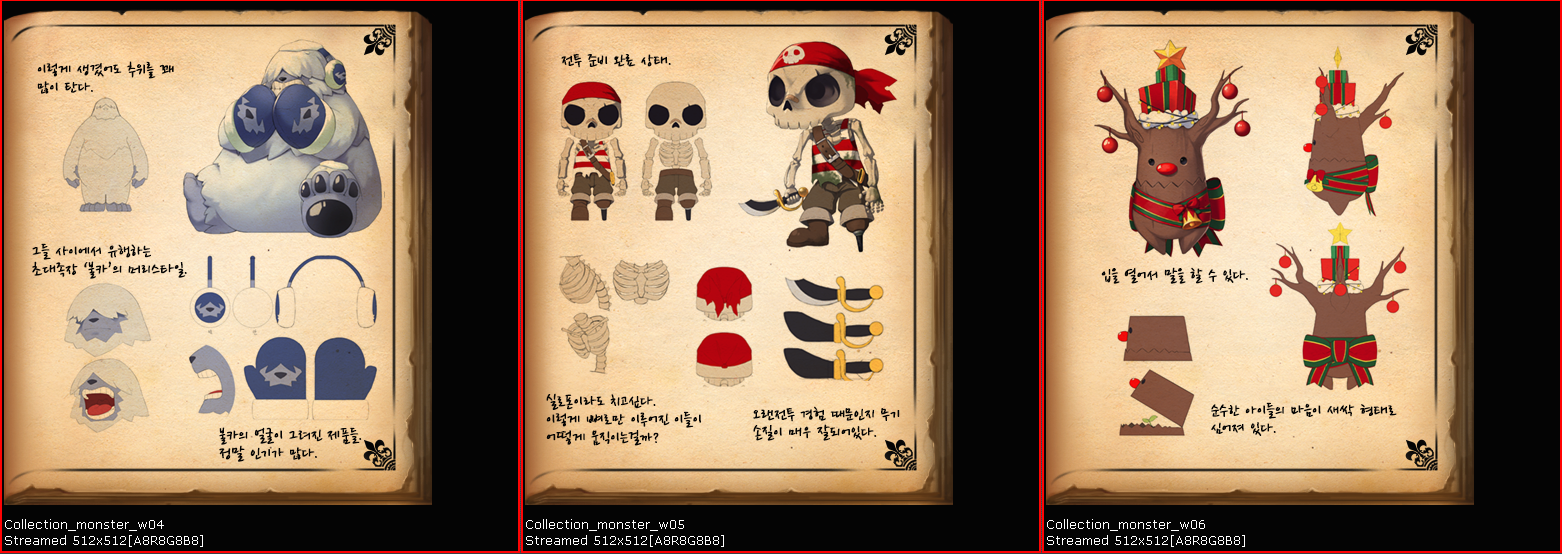 이렇게 생겼어도 추위를 꽤
많이 탄다.
그들 사이에서 유행하는
초대족장 '불카'의 머리스타일.
불카의 얼굴이 그려진 제품들.
정말 인기가 많다.
Collection_monster_w04
Streamed 512x512[A8R8G8B8]
전투 준비 완료 상태.
실로폰이라도 치고싶다.
이렇게 뼈로만 이루어진 이들이
어떻게 움직이는걸까?
오랜전투 경험 때문인지 무기
손질이 매우 잘되어있다.
Collection_monster_w05
Streamed 512x512[A8R8G8B8]
입을 열어서 말을 할 수 있다.
순수한 아이들의 마음이 새싹 형태로
심어져 있다.
Collection_monster_w06
Streamed 512x512[A8R8G8B8]